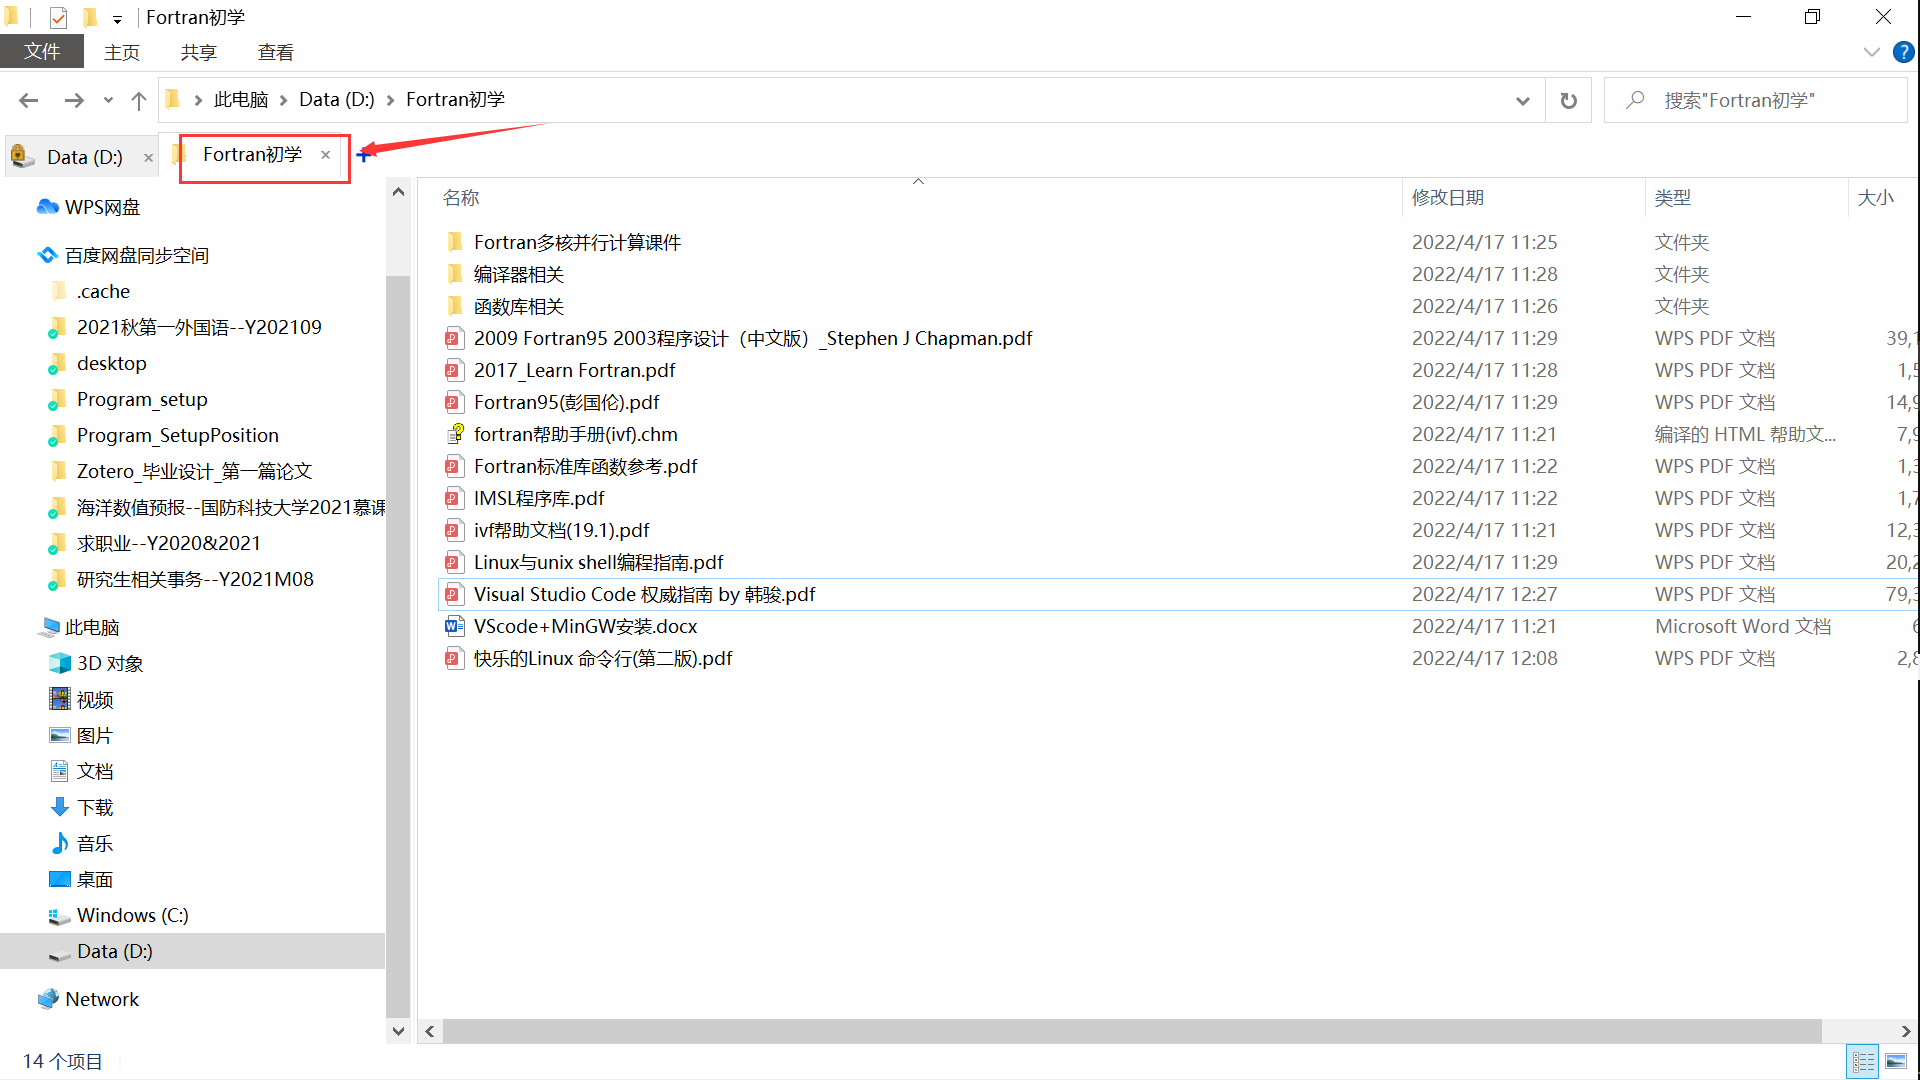 Fortran初学
文件 主页 共享 查看
此电脑 Data (D:) Fortran初学 搜索"Fortran初学"
Data (D:) Fortran初学
WPS网盘
百度网盘同步空间
.cache
2021秋第一外国语--Y202109
desktop
Program_setup
Program_SetupPosition
Zotero_毕业设计_第一篇论文
海洋数值预报--国防科技大学2021慕课
求职业--Y2020&2021
研究生相关事务--Y2021M08
此电脑
3D 对象
视频
图片
文档
下载
音乐
桌面
Windows (C:)
Data (D:)
Network
名称 修改日期 类型 大小
Fortran多核并行计算课件 2022/4/17 11:25 文件夹
编译器相关 2022/4/17 11:28 文件夹
函数库相关 2022/4/17 11:26 文件夹
2009 Fortran95 2003程序设计（中文版）_Stephen J Chapman.pdf 2022/4/17 11:29 WPS PDF 文档 39,1
2017_Learn Fortran.pdf 2022/4/17 11:28 WPS PDF 文档 1,5
Fortran95(彭国伦).pdf 2022/4/17 11:29 WPS PDF 文档 14,9
fortran帮助手册(ivf).chm 2022/4/17 11:21 编译的 HTML 帮助文... 7,9
Fortran标准库函数参考.pdf 2022/4/17 11:22 WPS PDF 文档 1,3
IMSL程序库.pdf 2022/4/17 11:22 WPS PDF 文档 1,7
ivf帮助文档(19.1).pdf 2022/4/17 11:21 WPS PDF 文档 12,3
Linux与unix shell编程指南.pdf 2022/4/17 11:29 WPS PDF 文档 20,2
Visual Studio Code 权威指南 by 韩骏.pdf 2022/4/17 12:27 WPS PDF 文档 79,3
VScode+MinGW安装.docx 2022/4/17 11:21 Microsoft Word 文档 6
快乐的Linux 命令行(第二版).pdf 2022/4/17 12:08 WPS PDF 文档 2,8
14 个项目